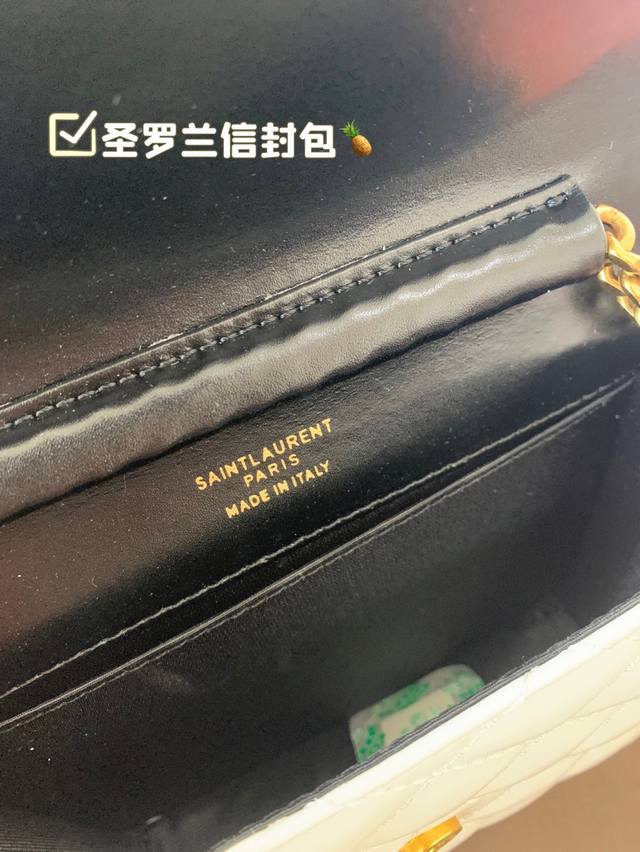 圣罗兰信封包🍍
SAINT LAURENT
PARIS
MADE IN ITALY